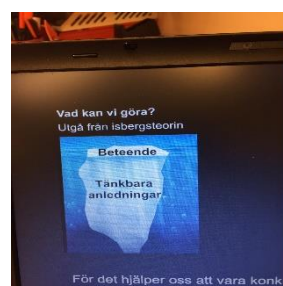 Vad kan vi göra?
Utgå från isbergsteorin
Beteende
Tänkbara
anledningar
För det hjälper oss att vara konk